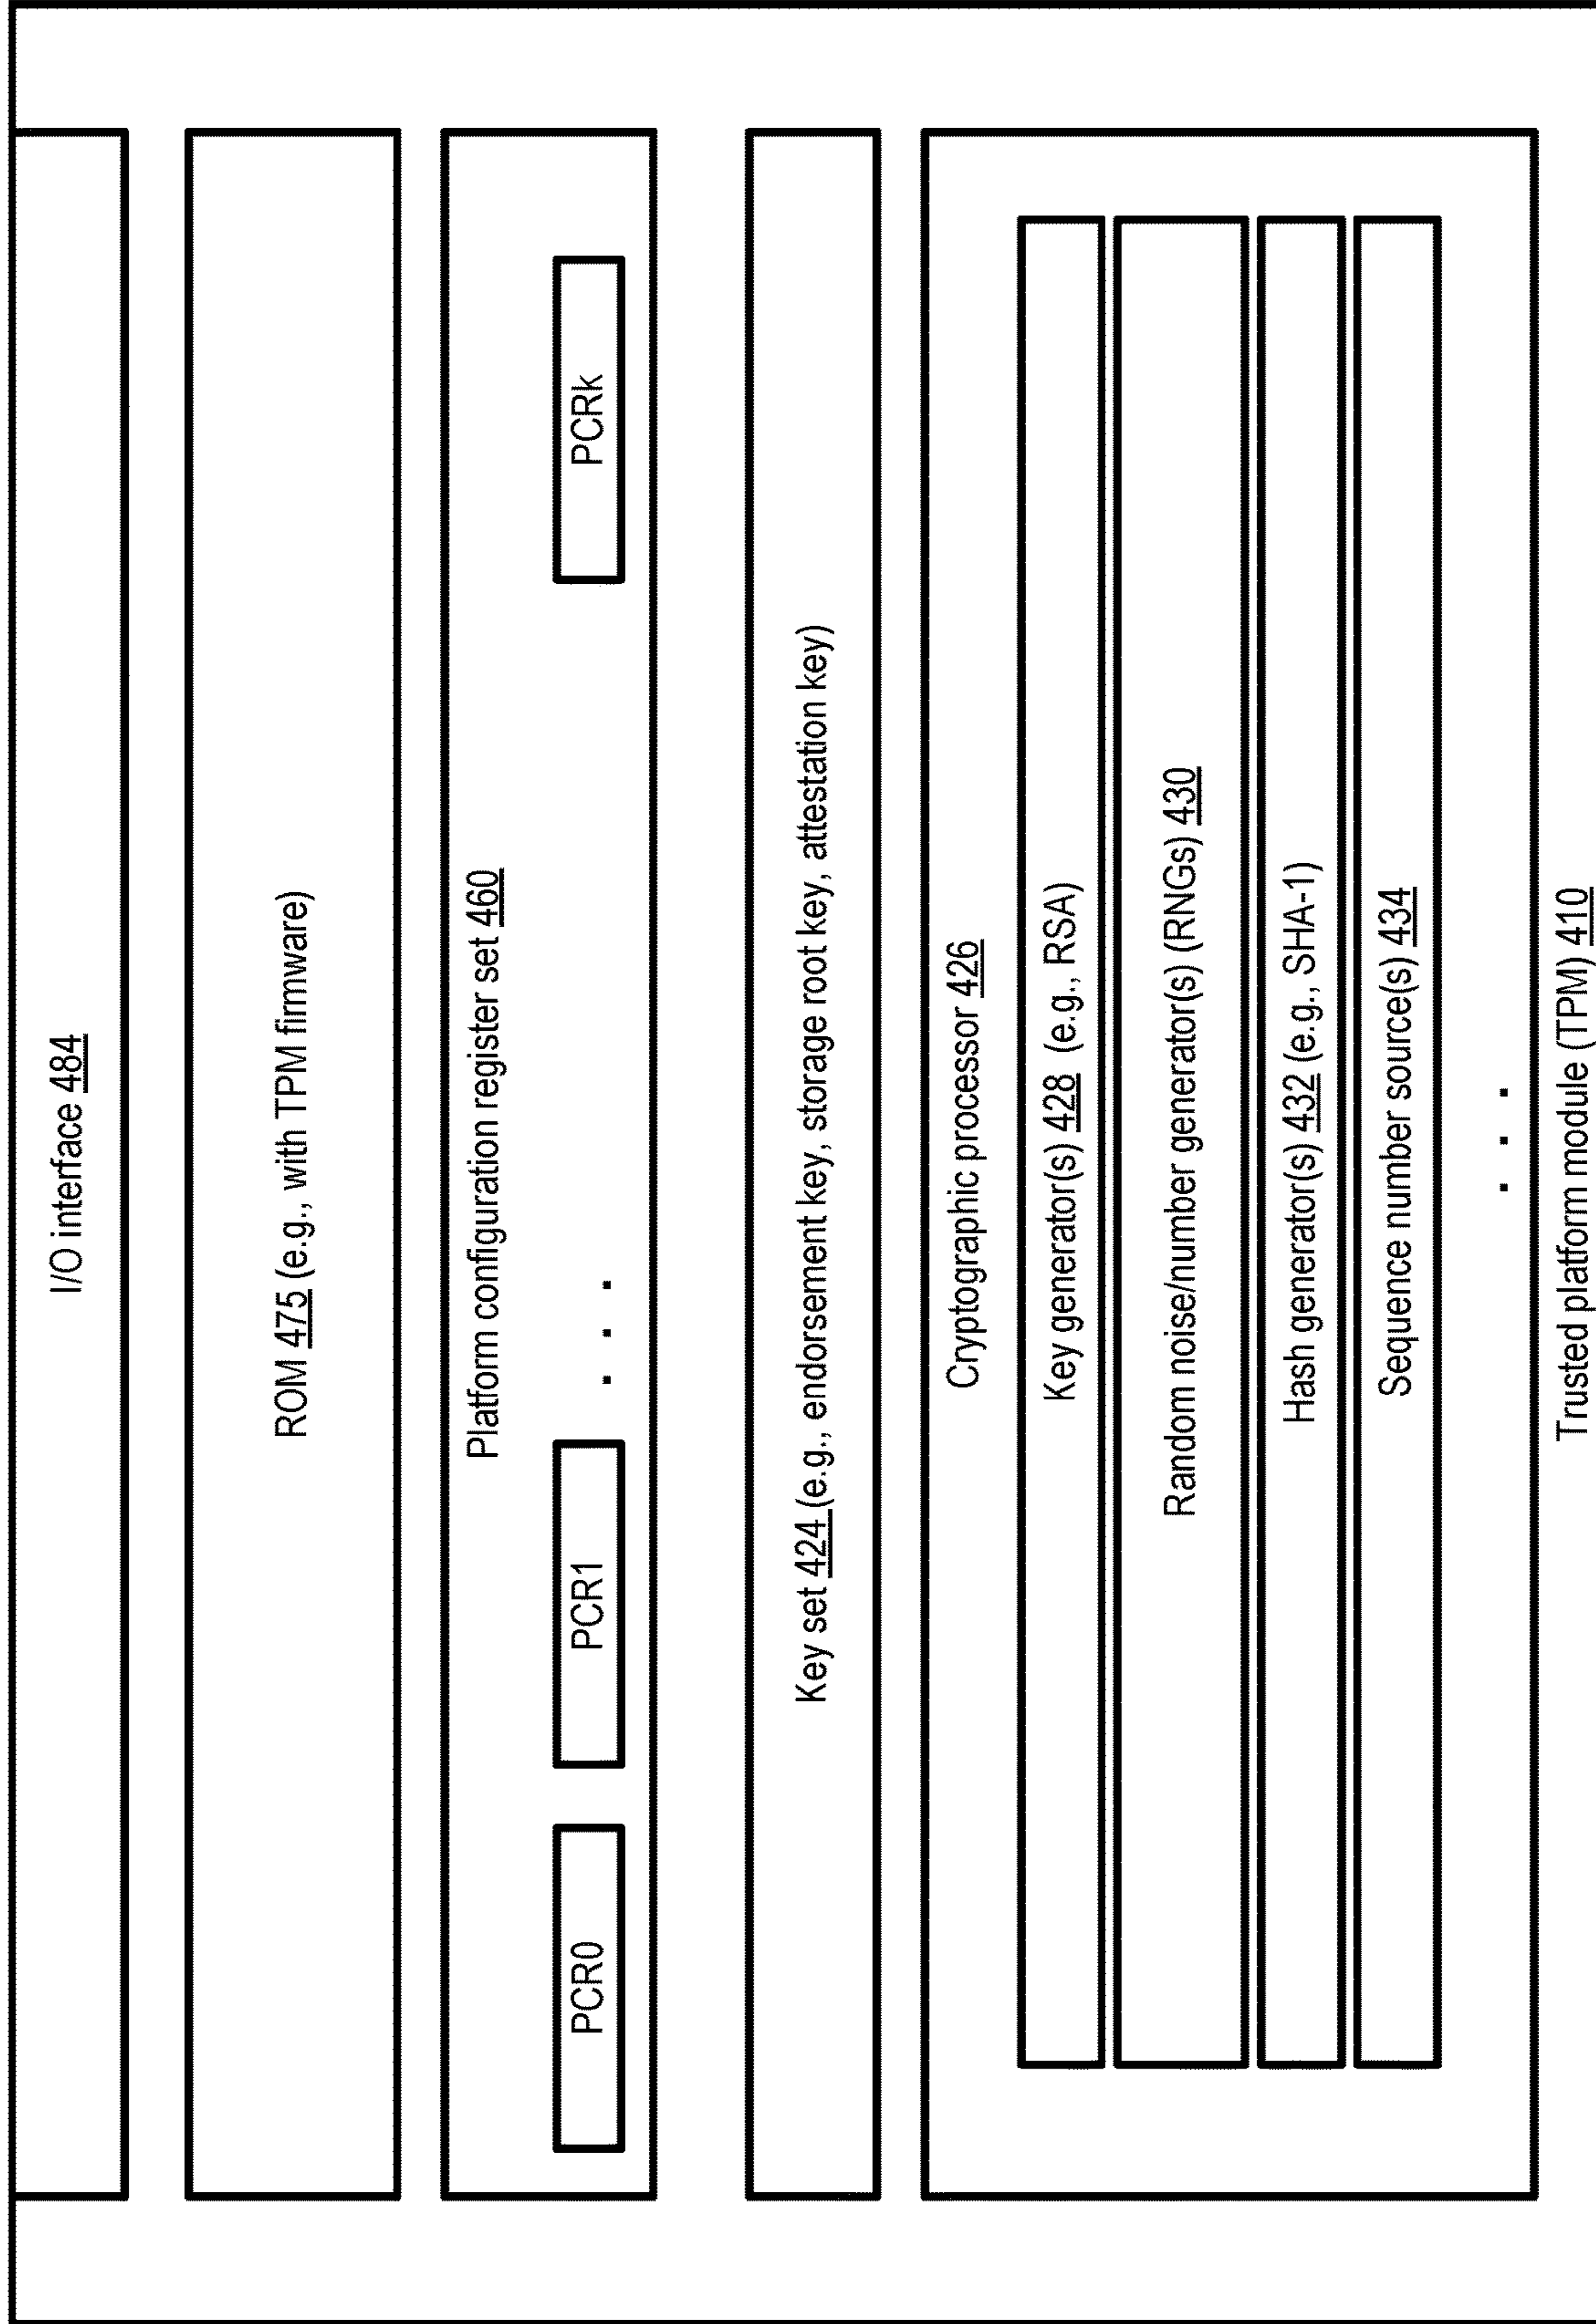 I/O interface 484
ROM 475 (e.g., with TPM firmware)
Platform configuration register set 460
PCR0 PCR1 . . . PCRk
Key set 424 (e.g., endorsement key, storage root key, attestation key)
Cryptographic processor 426
Key generator(s) 428 (e.g., RSA)
Random noise/number generator(s) (RNGs) 430
Hash generator(s) 432 (e.g., SHA-1)
Sequence number source(s) 434
. . .
Trusted platform module (TPM) 410